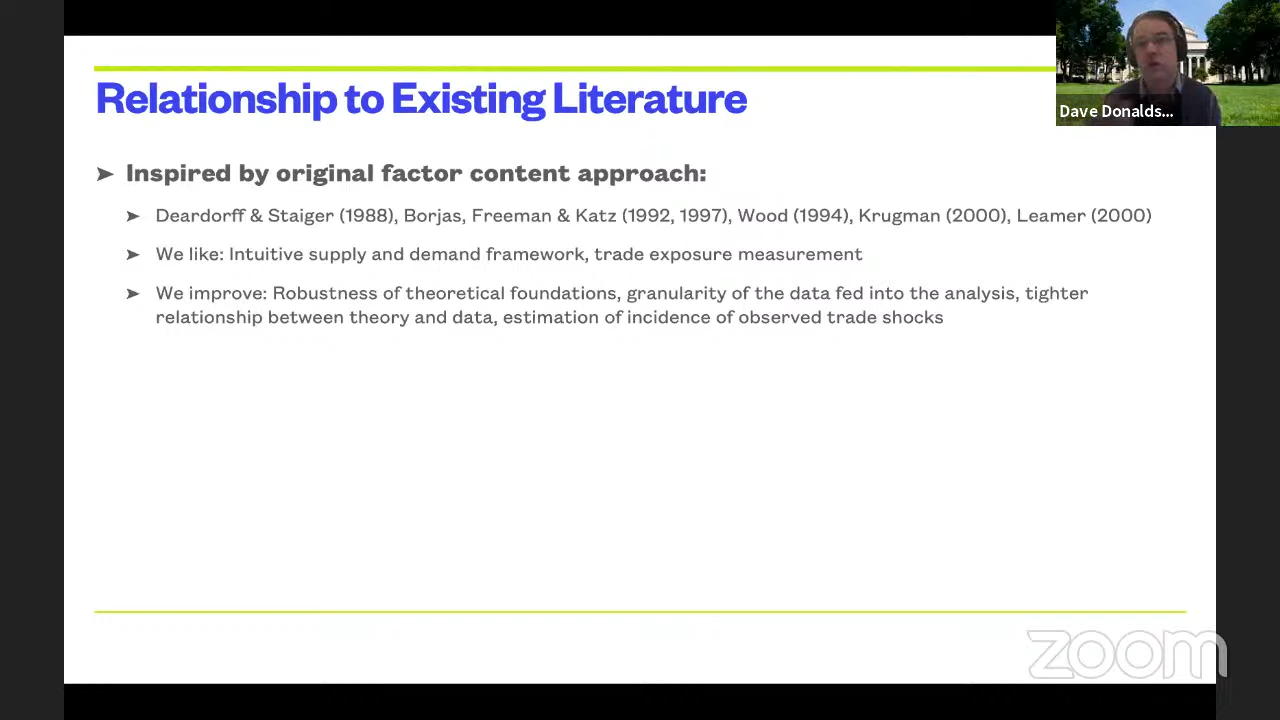 Relationship to Existing Literature
Dave Donalds...
➤ Inspired by original factor content approach:
➤ Deardorff & Staiger (1988), Borjas, Freeman & Katz (1992, 1997), Wood (1994), Krugman (2000), Leamer (2000)
➤ We like: Intuitive supply and demand framework, trade exposure measurement
➤ We improve: Robustness of theoretical foundations, granularity of the data fed into the analysis, tighter
relationship between theory and data, estimation of incidence of observed trade shocks
zoom